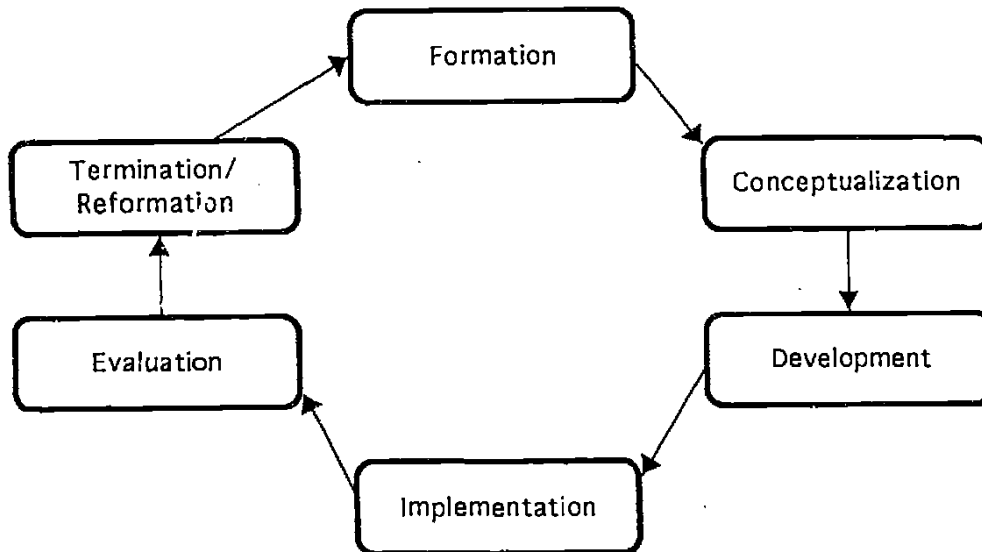 Formation
Conceptualization
Development
Implementation
Evaluation
Termination/
Reformation